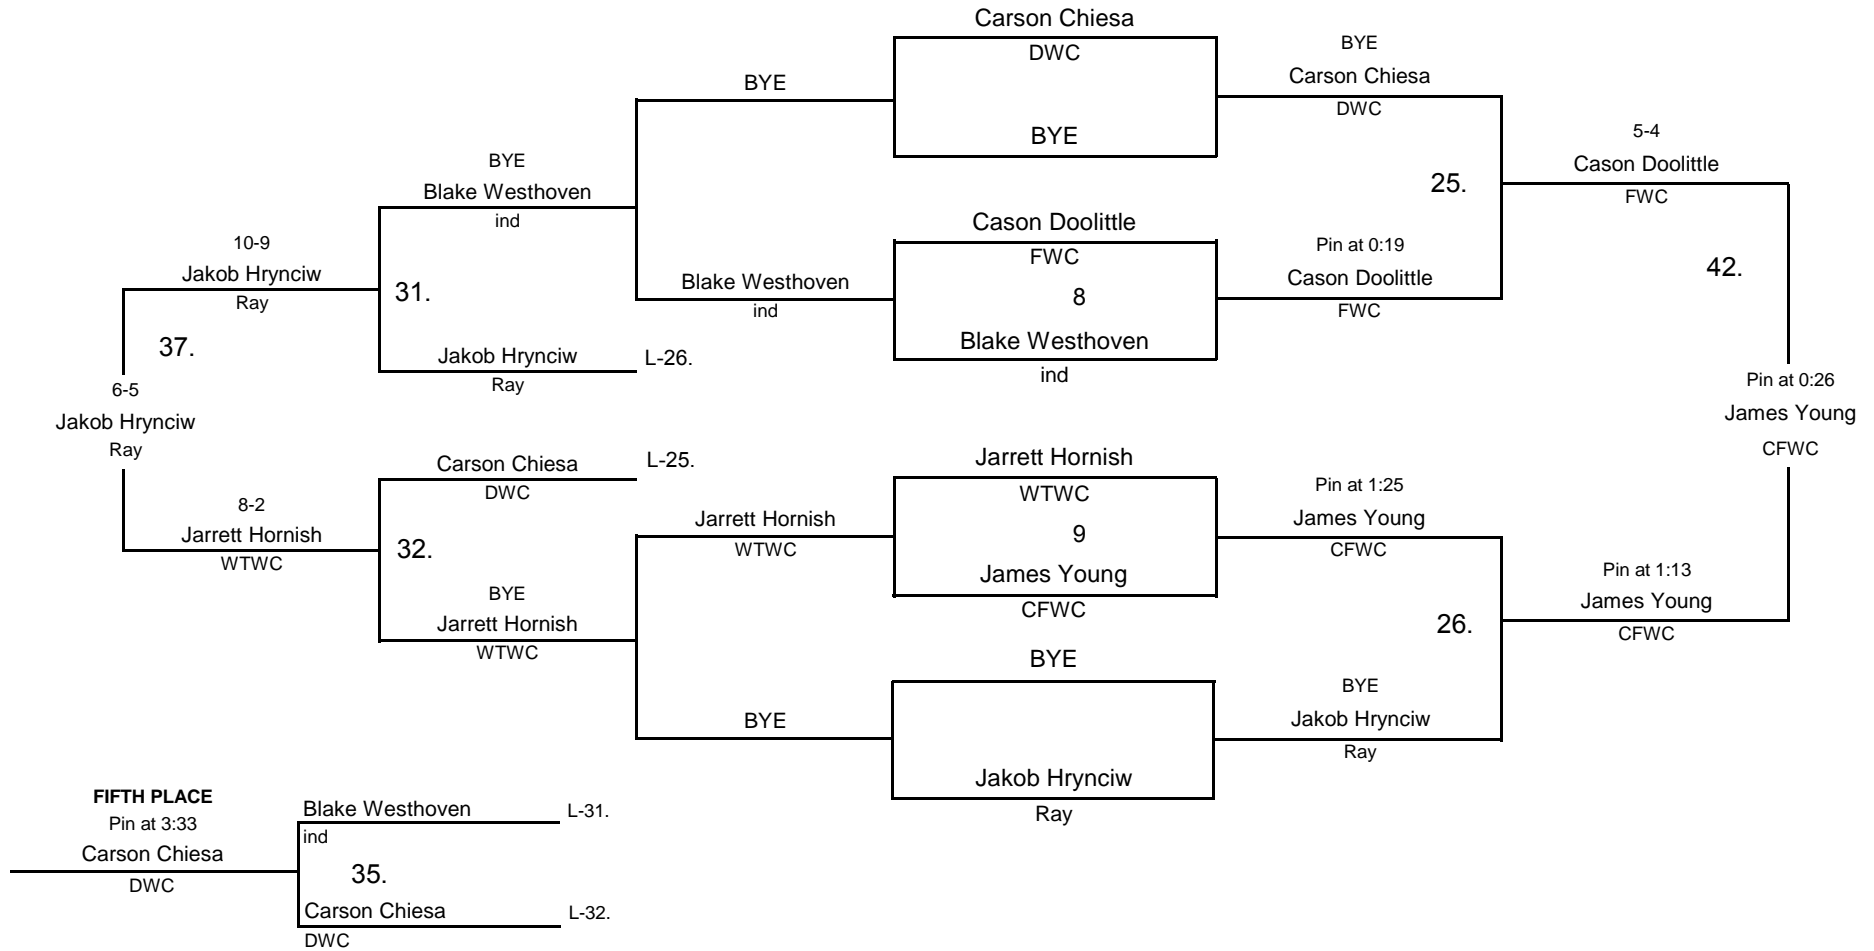 Carson Chiesa
DWC
BYE
BYE
Carson Chiesa
DWC
BYE
BYE
Blake Westhoven
ind
5-4
Cason Doolittle
FWC
25.
Cason Doolittle
FWC
8
Blake Westhoven
ind
10-9
Jakob Hrynciw
Ray
31.
Blake Westhoven
ind
Pin at 0:19
Cason Doolittle
FWC
42.
37.
Jakob Hrynciw
Ray
L-26.
6-5
Jakob Hrynciw
Ray
Pin at 0:26
James Young
CFWC
Carson Chiesa
DWC
L-25.
Jarrett Hornish
WTWC
9
James Young
CFWC
8-2
Jarrett Hornish
WTWC
32.
Jarrett Hornish
WTWC
Pin at 1:25
James Young
CFWC
BYE
Jarrett Hornish
WTWC
Pin at 1:13
James Young
CFWC
26.
BYE
BYE
Jakob Hrynciw
Ray
BYE
Jakob Hrynciw
Ray
FIFTH PLACE
Pin at 3:33
Carson Chiesa
DWC
Blake Westhoven
ind
L-31.
35.
Carson Chiesa
DWC
L-32.